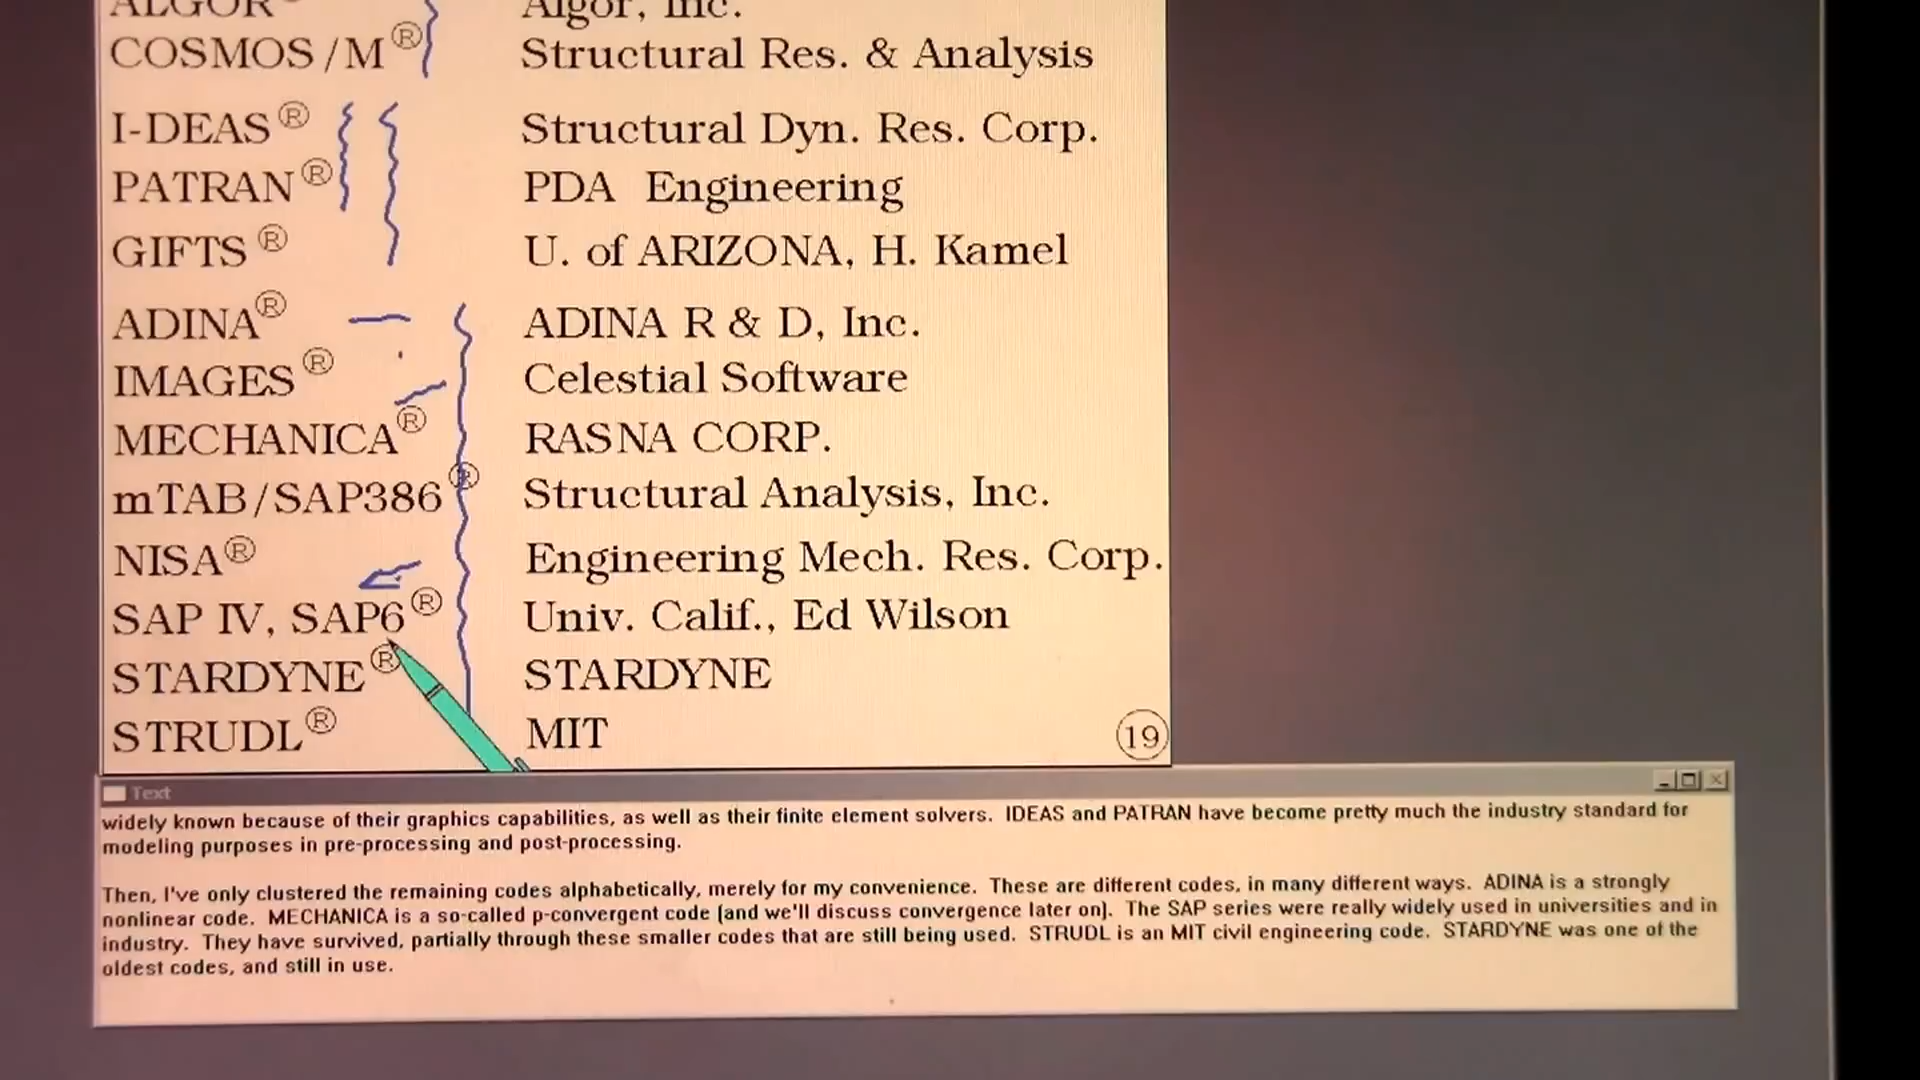 ALGOR® Algor, Inc.
COSMOS/M® Structural Res. & Analysis
I-DEAS® Structural Dyn. Res. Corp.
PATRAN® PDA Engineering
GIFTS® U. of ARIZONA, H. Kamel
ADINA® ADINA R & D, Inc.
IMAGES® Celestial Software
MECHANICA® RASNA CORP.
mTAB/SAP386® Structural Analysis, Inc.
NISA® Engineering Mech. Res. Corp.
SAP IV, SAP6® Univ. Calif., Ed Wilson
STARDYNE® STARDYNE
STRUDL® MIT
19
Text
widely known because of their graphics capabilities, as well as their finite element solvers. IDEAS and PATRAN have become pretty much the industry standard for
modeling purposes in pre-processing and post-processing.
Then, I've only clustered the remaining codes alphabetically, merely for my convenience. These are different codes, in many different ways. ADINA is a strongly
nonlinear code. MECHANICA is a so-called p-convergent code (and we'll discuss convergence later on). The SAP series were really widely used in universities and in
industry. They have survived, partially through these smaller codes that are still being used. STRUDL is an MIT civil engineering code. STARDYNE was one of the
oldest codes, and still in use.